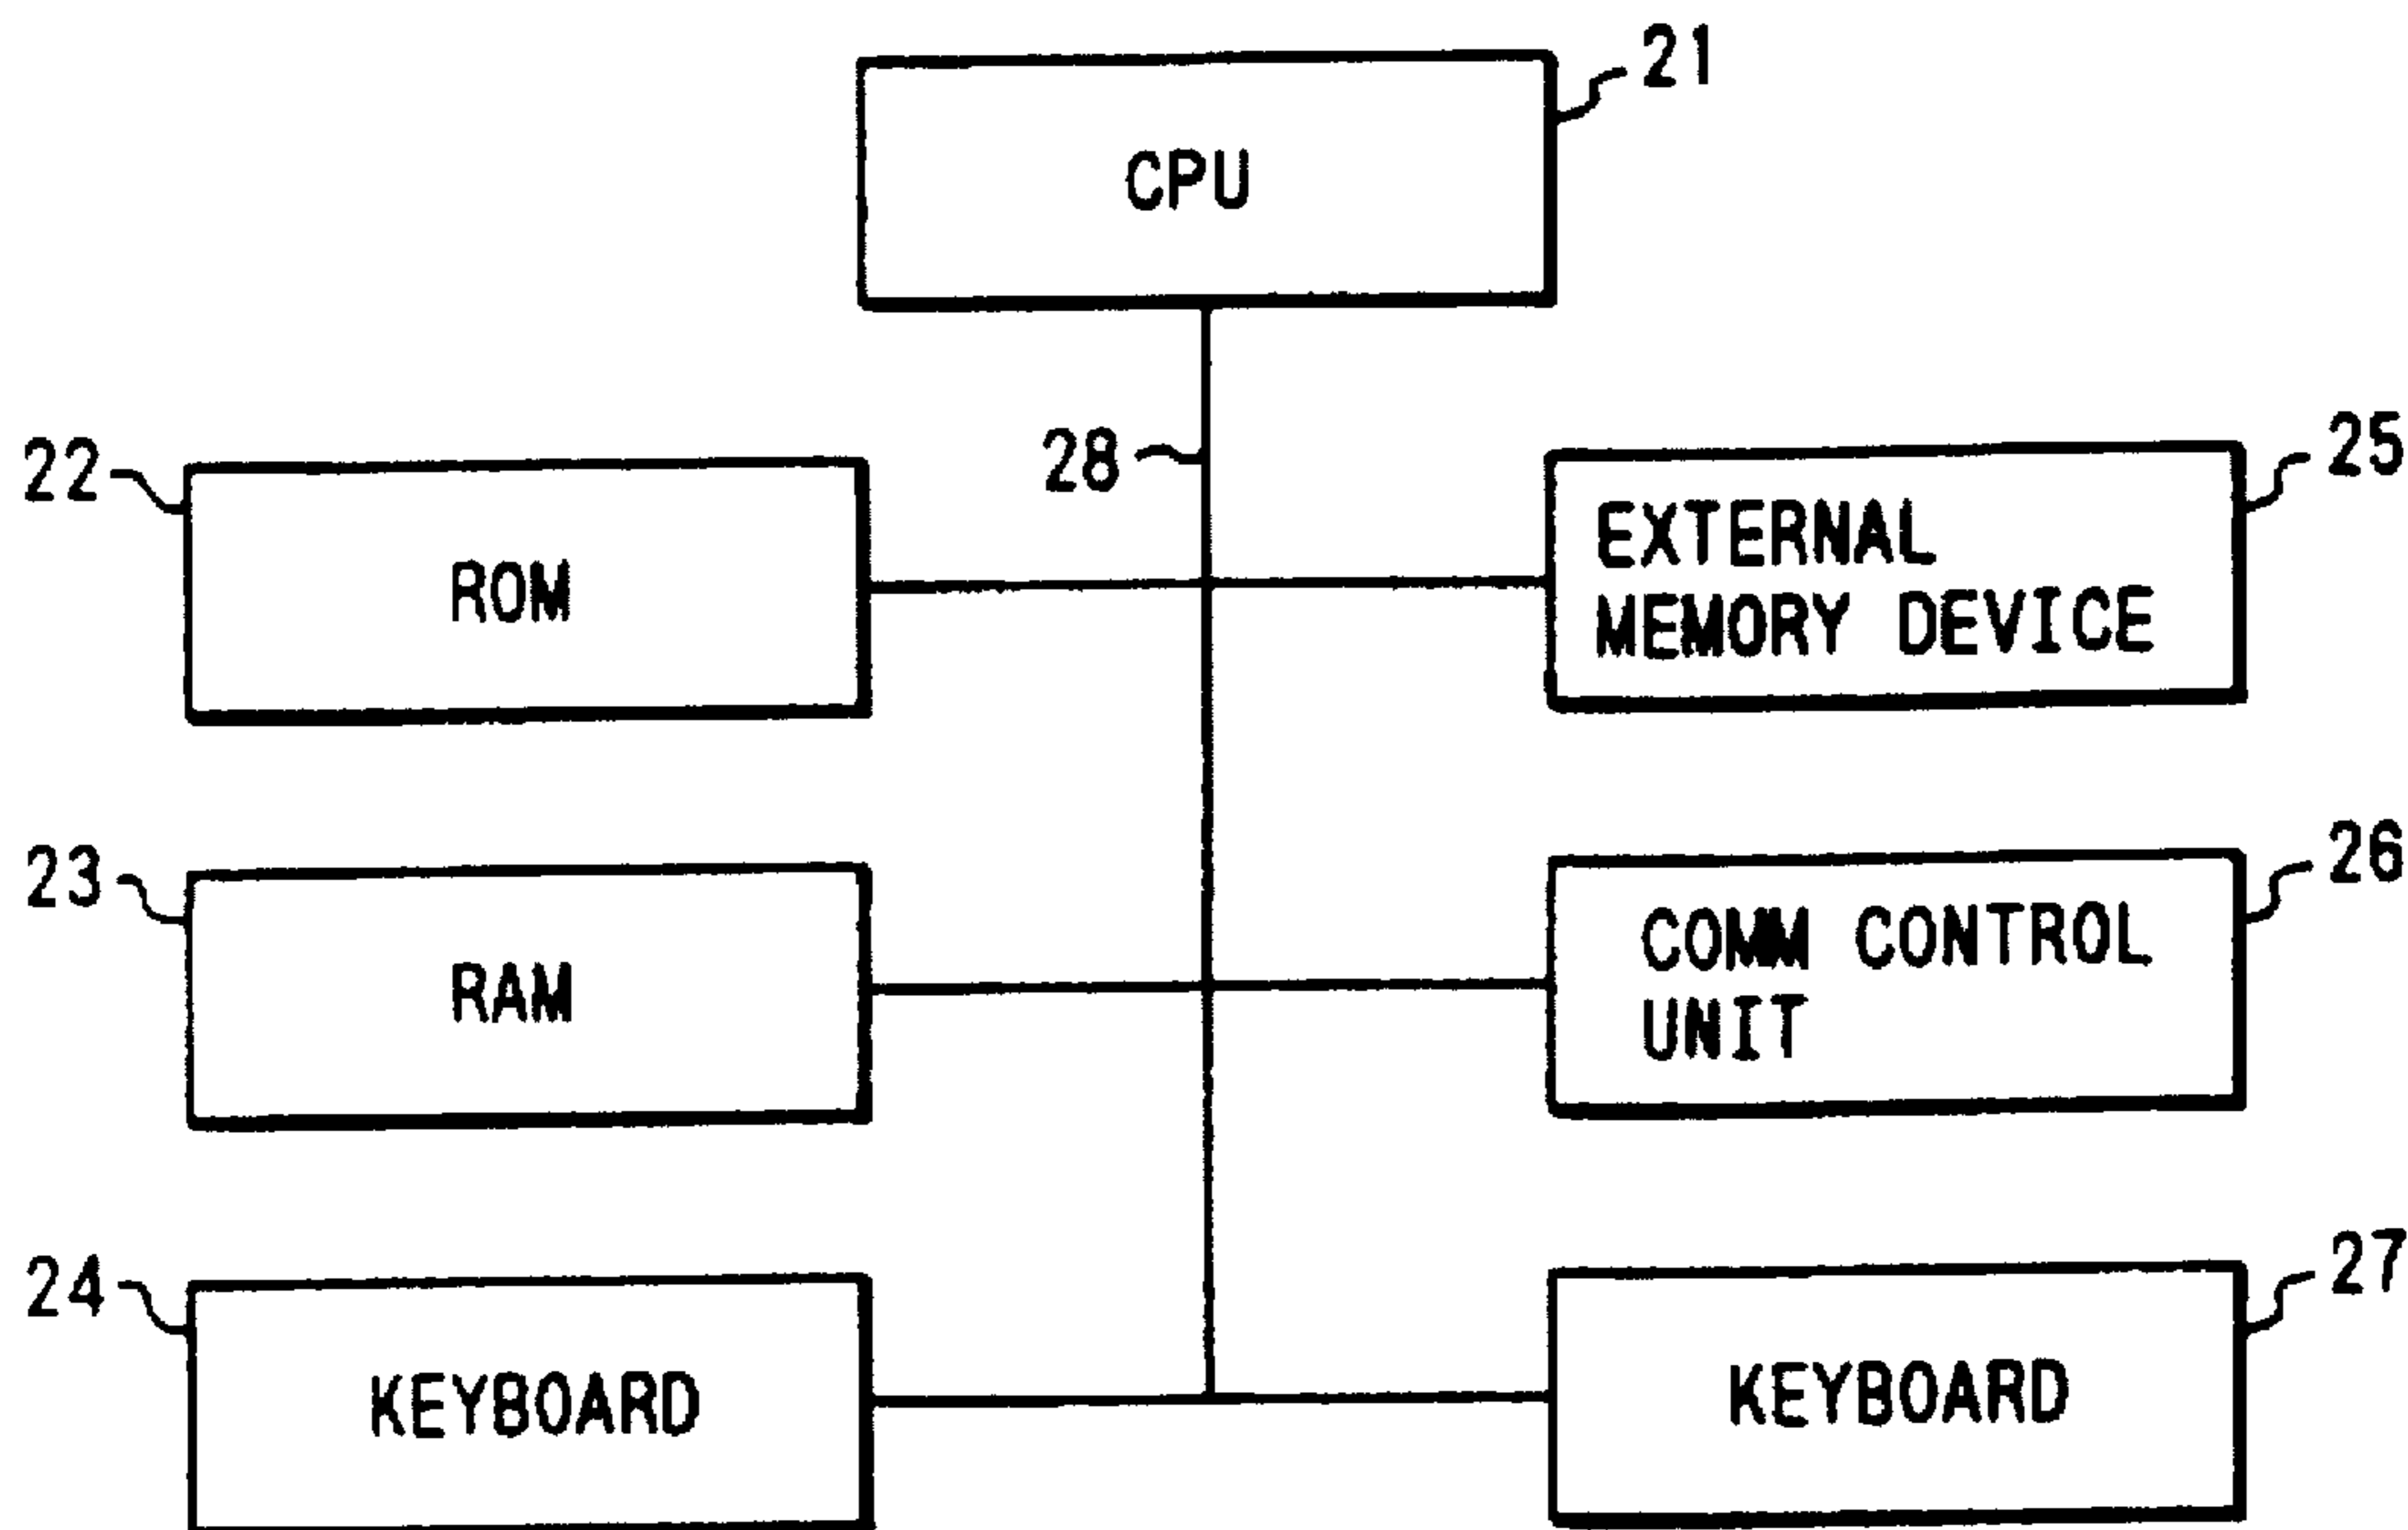 21
CPU
22
28
25
ROM
EXTERNAL
MEMORY DEVICE
23
26
RAM
COMM CONTROL
UNIT
24
27
KEYBOARD
KEYBOARD